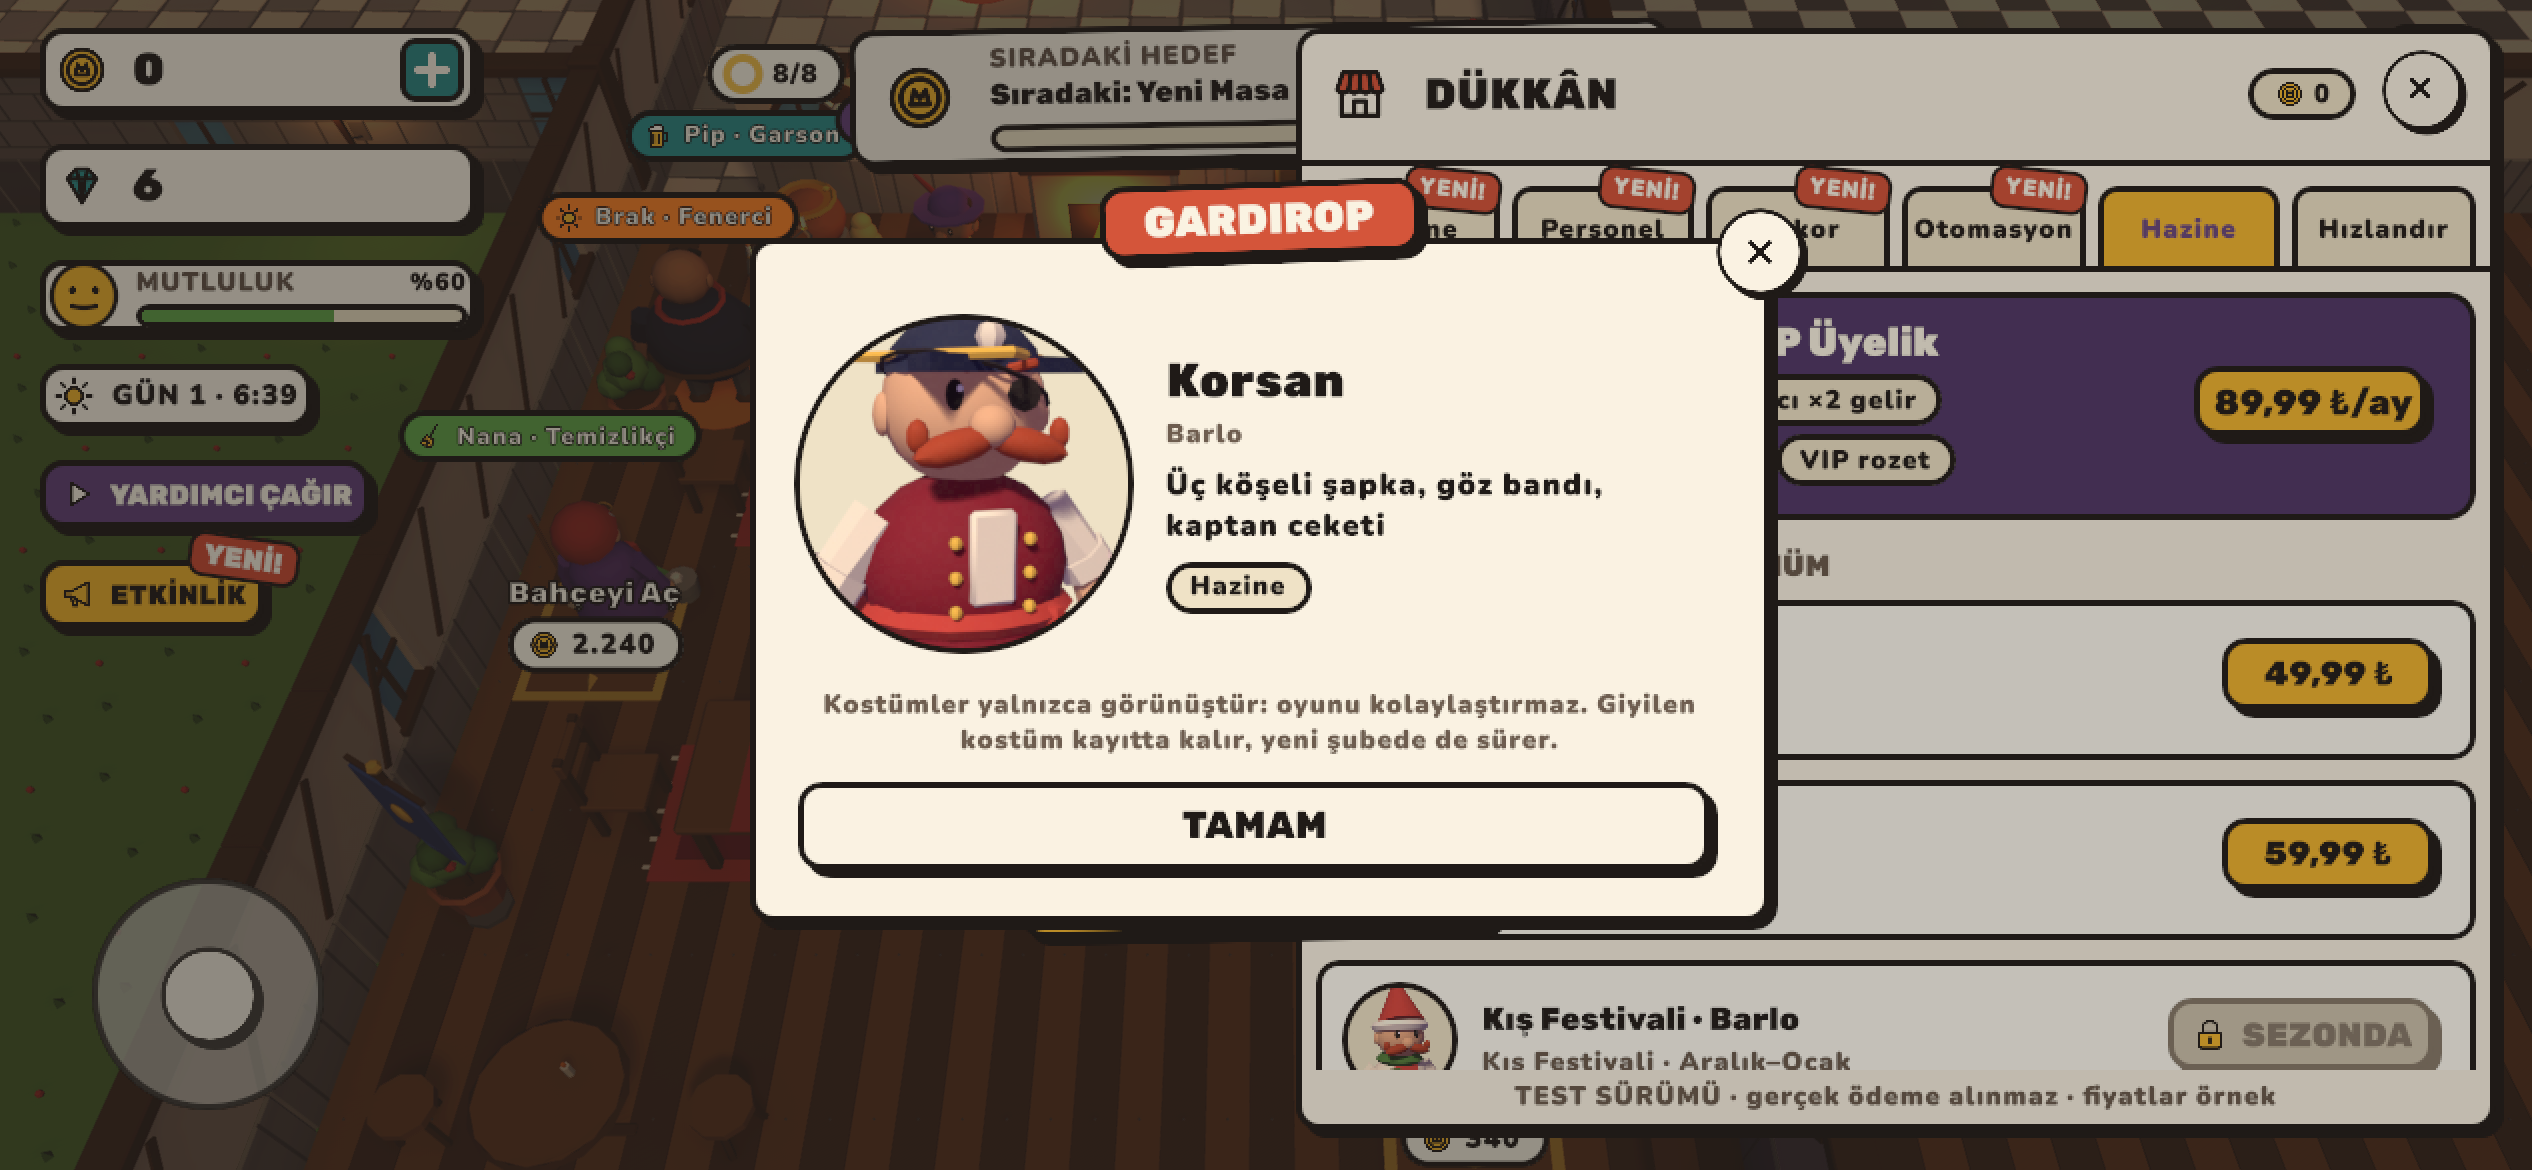 0
6
MUTLULUK
%60
GÜN 1 · 6:39
YARDIMCI ÇAĞIR
YENİ!
ETKİNLİK
8/8
Pip · Garson
Brak · Fenerci
Nana · Temizlikçi
Bahçeyi Aç
2.240
SIRADAKİ HEDEF
Sıradaki: Yeni Masa
DÜKKÂN
0
YENİ!
YENİ!
YENİ!
YENİ!
Personel
Otomasyon
Hazine
Hızlandır
Üyelik
×2 gelir
VIP rozet
89,99 ₺/ay
49,99 ₺
59,99 ₺
Kış Festivali · Barlo
Kış Festivali · Aralık–Ocak
SEZONDA
TEST SÜRÜMÜ · gerçek ödeme alınmaz · fiyatlar örnek
GARDIROP
Korsan
Barlo
Üç köşeli şapka, göz bandı,
kaptan ceketi
Hazine
Kostümler yalnızca görünüştür: oyunu kolaylaştırmaz. Giyilen
kostüm kayıtta kalır, yeni şubede de sürer.
TAMAM